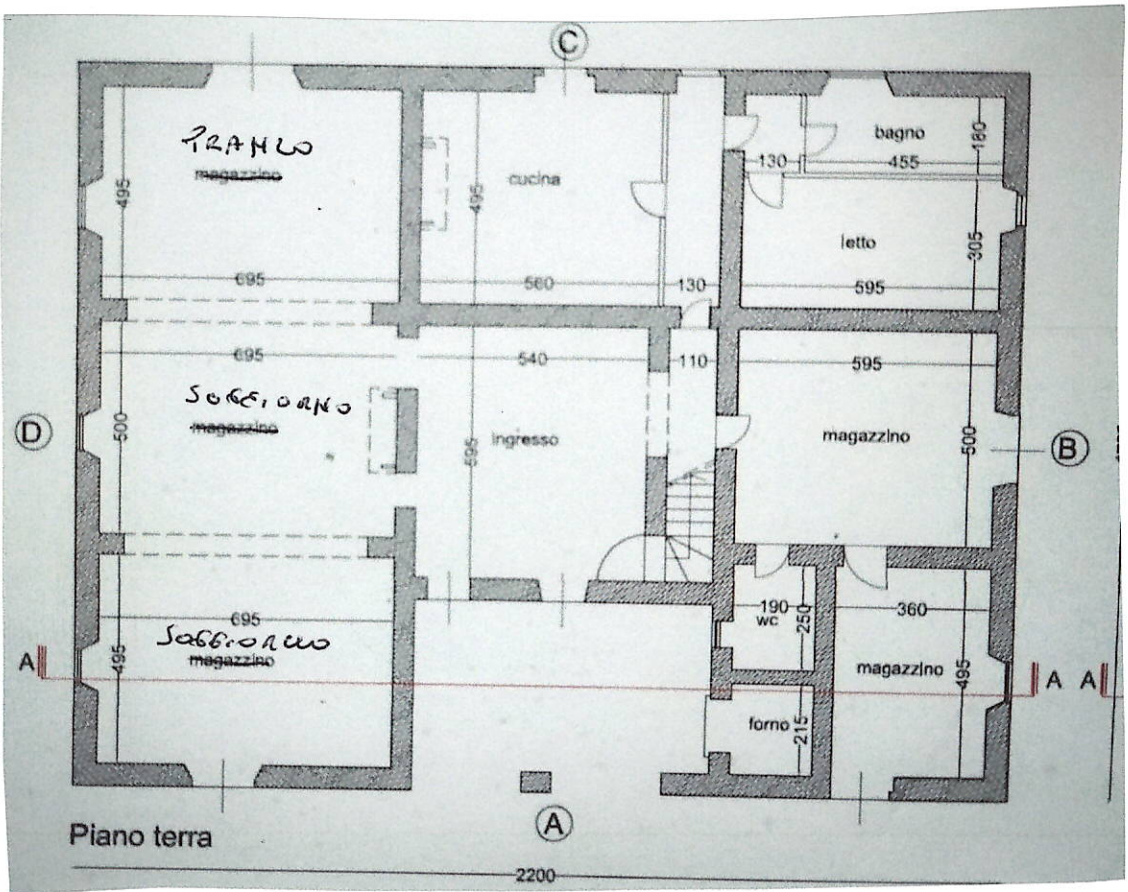 C
PRANZO
magazzino
495
695
cucina
495
560
130
bagno
180
130
455
letto
305
595
695
SOGGIORNO
magazzino
500
540
ingresso
595
110
595
magazzino
500
D
B
695
SOGGIORNO
magazzino
495
190
wc
250
360
magazzino
495
forno
215
A
A
A
A
Piano terra
2200